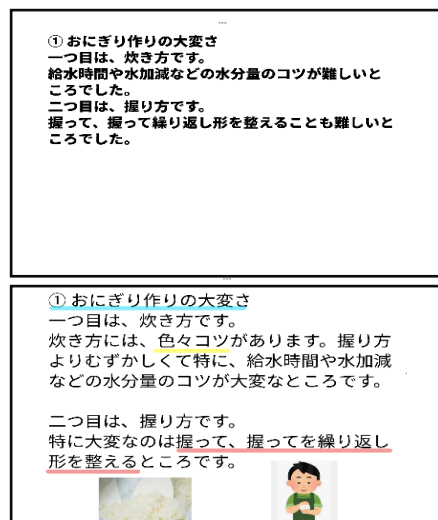 ① おにぎり作りの大変さ
一つ目は、炊き方です。
給水時間や水加減などの水分量のコツが難しいと
ころでした。
二つ目は、握り方です。
握って、握って繰り返し形を整えることも難しいと
ころでした。
① おにぎり作りの大変さ
一つ目は、炊き方です。
炊き方には、色々コツがあります。握り方
よりむずかしくて特に、給水時間や水加減
などの水分量のコツが大変なところです。
二つ目は、握り方です。
特に大変なのは握って、握ってを繰り返し
形を整えるところです。